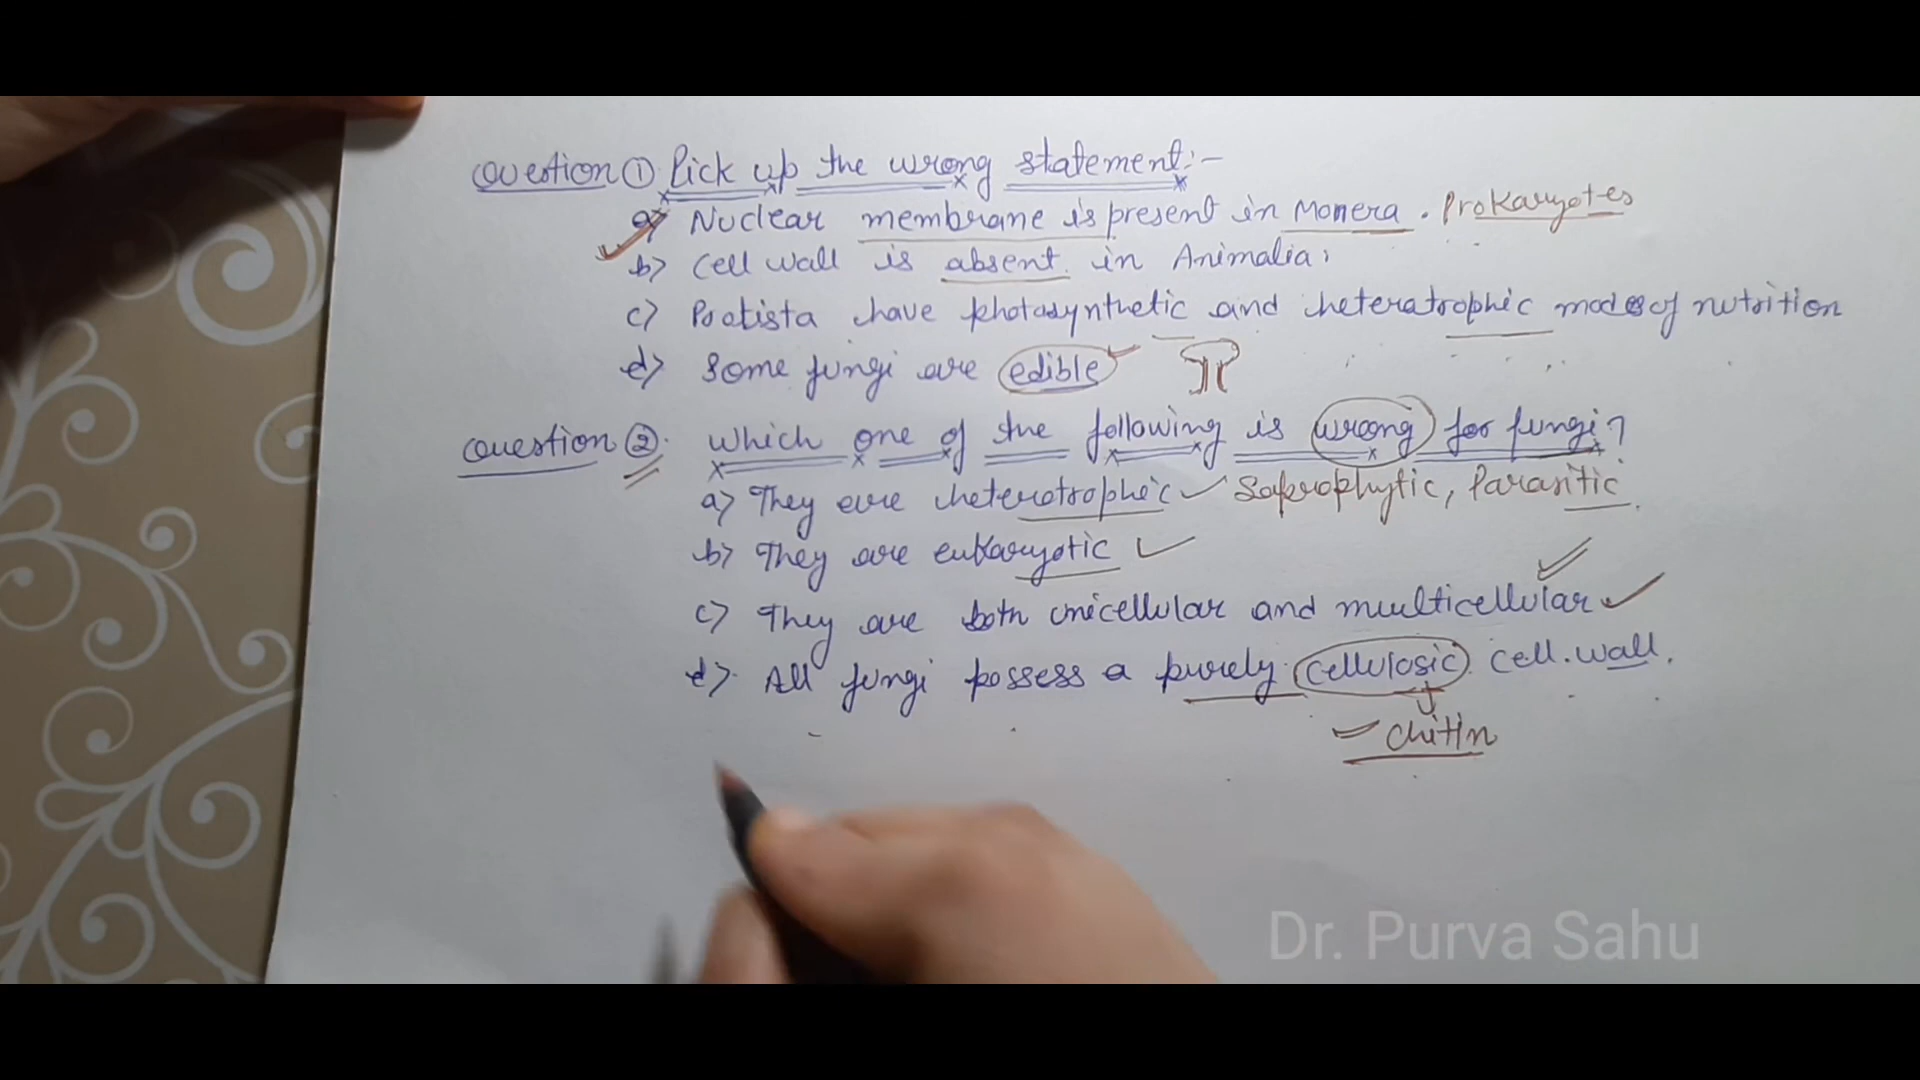 Question ① Pick up the wrong statement:-
a) Nuclear membrane is present in Monera. Prokaryotes
b) Cell wall is absent in Animalia.
c) Protista have photosynthetic and heteratrophic modes of nutrition
d) Some fungi are edible
Question ②. Which one of the following is wrong for fungi?
a) They are heterotrophic Saprophytic, Parasitic.
b) They are eukaryotic
c) They are both unicellular and multicellular
d) All fungi possess a purely cellulosic cell.wall.
Chitin
Dr. Purva Sahu